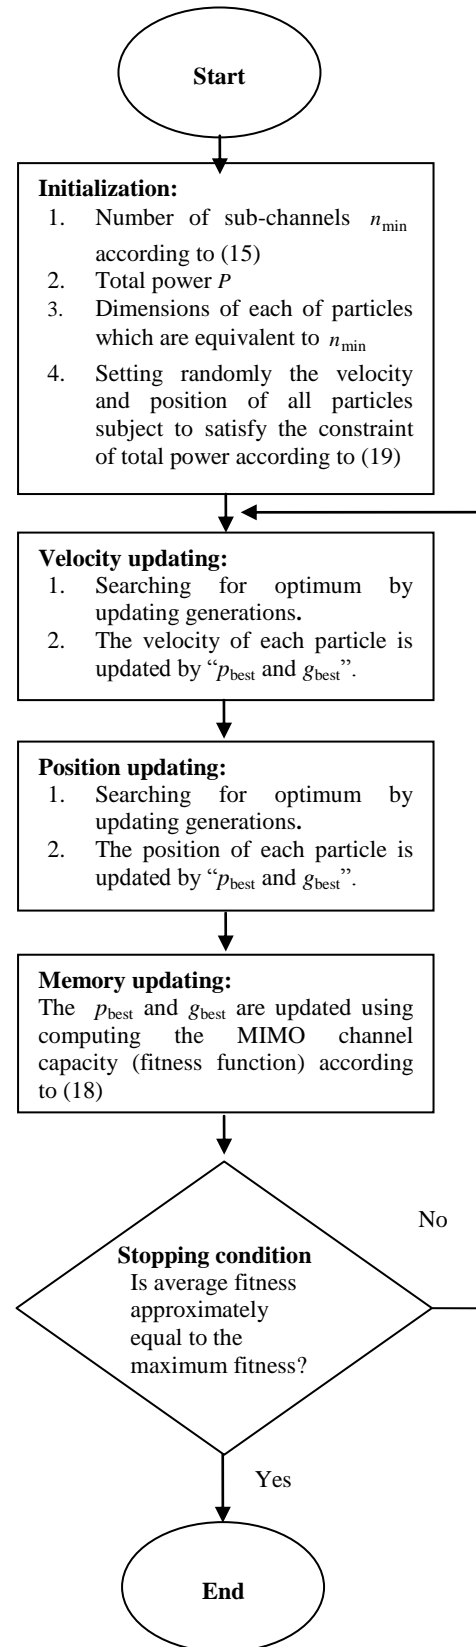 Start
Initialization:
1. Number of sub-channels n_min
according to (15)
2. Total power P
3. Dimensions of each of particles
which are equivalent to n_min
4. Setting randomly the velocity
and position of all particles
subject to satisfy the constraint
of total power according to (19)
Velocity updating:
1. Searching for optimum by
updating generations.
2. The velocity of each particle is
updated by “p_best and g_best”.
Position updating:
1. Searching for optimum by
updating generations.
2. The position of each particle is
updated by “p_best and g_best”.
Memory updating:
The p_best and g_best are updated using
computing the MIMO channel
capacity (fitness function) according
to (18)
No
Stopping condition
Is average fitness
approximately
equal to the
maximum fitness?
Yes
End